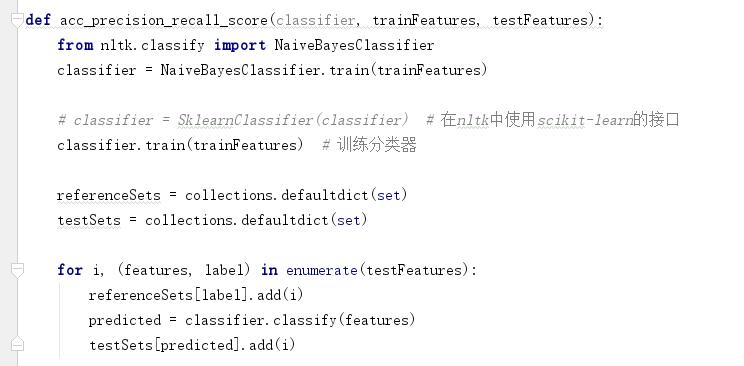 def acc_precision_recall_score(classifier, trainFeatures, testFeatures):
from nltk.classify import NaiveBayesClassifier
classifier = NaiveBayesClassifier.train(trainFeatures)
# classifier = SklearnClassifier(classifier)  # 在nltk中使用scikit-learn的接口
classifier.train(trainFeatures)  # 训练分类器
referenceSets = collections.defaultdict(set)
testSets = collections.defaultdict(set)
for i, (features, label) in enumerate(testFeatures):
referenceSets[label].add(i)
predicted = classifier.classify(features)
testSets[predicted].add(i)